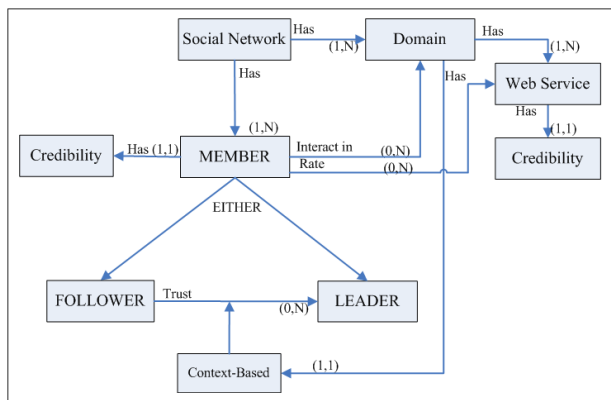 Social Network
Has
(1,N)
Domain
Has
(1,N)
Has
Has
Web Service
Has
(1,1)
Credibility
(1,N)
Credibility
Has (1,1)
MEMBER
Interact in
(0,N)
Rate
(0,N)
EITHER
FOLLOWER
Trust
(0,N)
LEADER
Context-Based
(1,1)